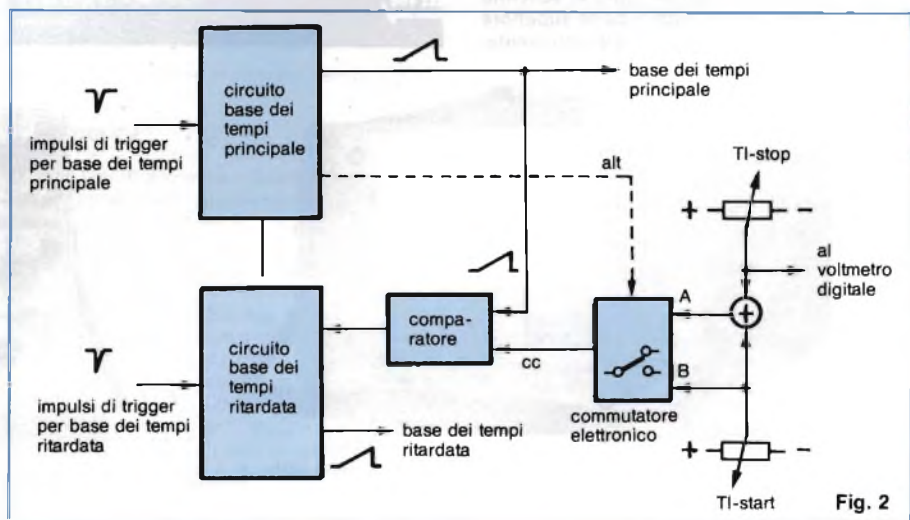 circuito
base dei
tempi
principale
impulsi di trigger
per base dei tempi
principale
base dei tempi
principale
alt
TI-stop
+
-
al
voltmetro
digitale
A
+
compa-
ratore
cc
B
commutatore
elettronico
circuito
base dei
tempi
ritardata
impulsi di trigger
per base dei tempi
ritardata
base dei tempi
ritardata
+
-
TI-start
Fig. 2